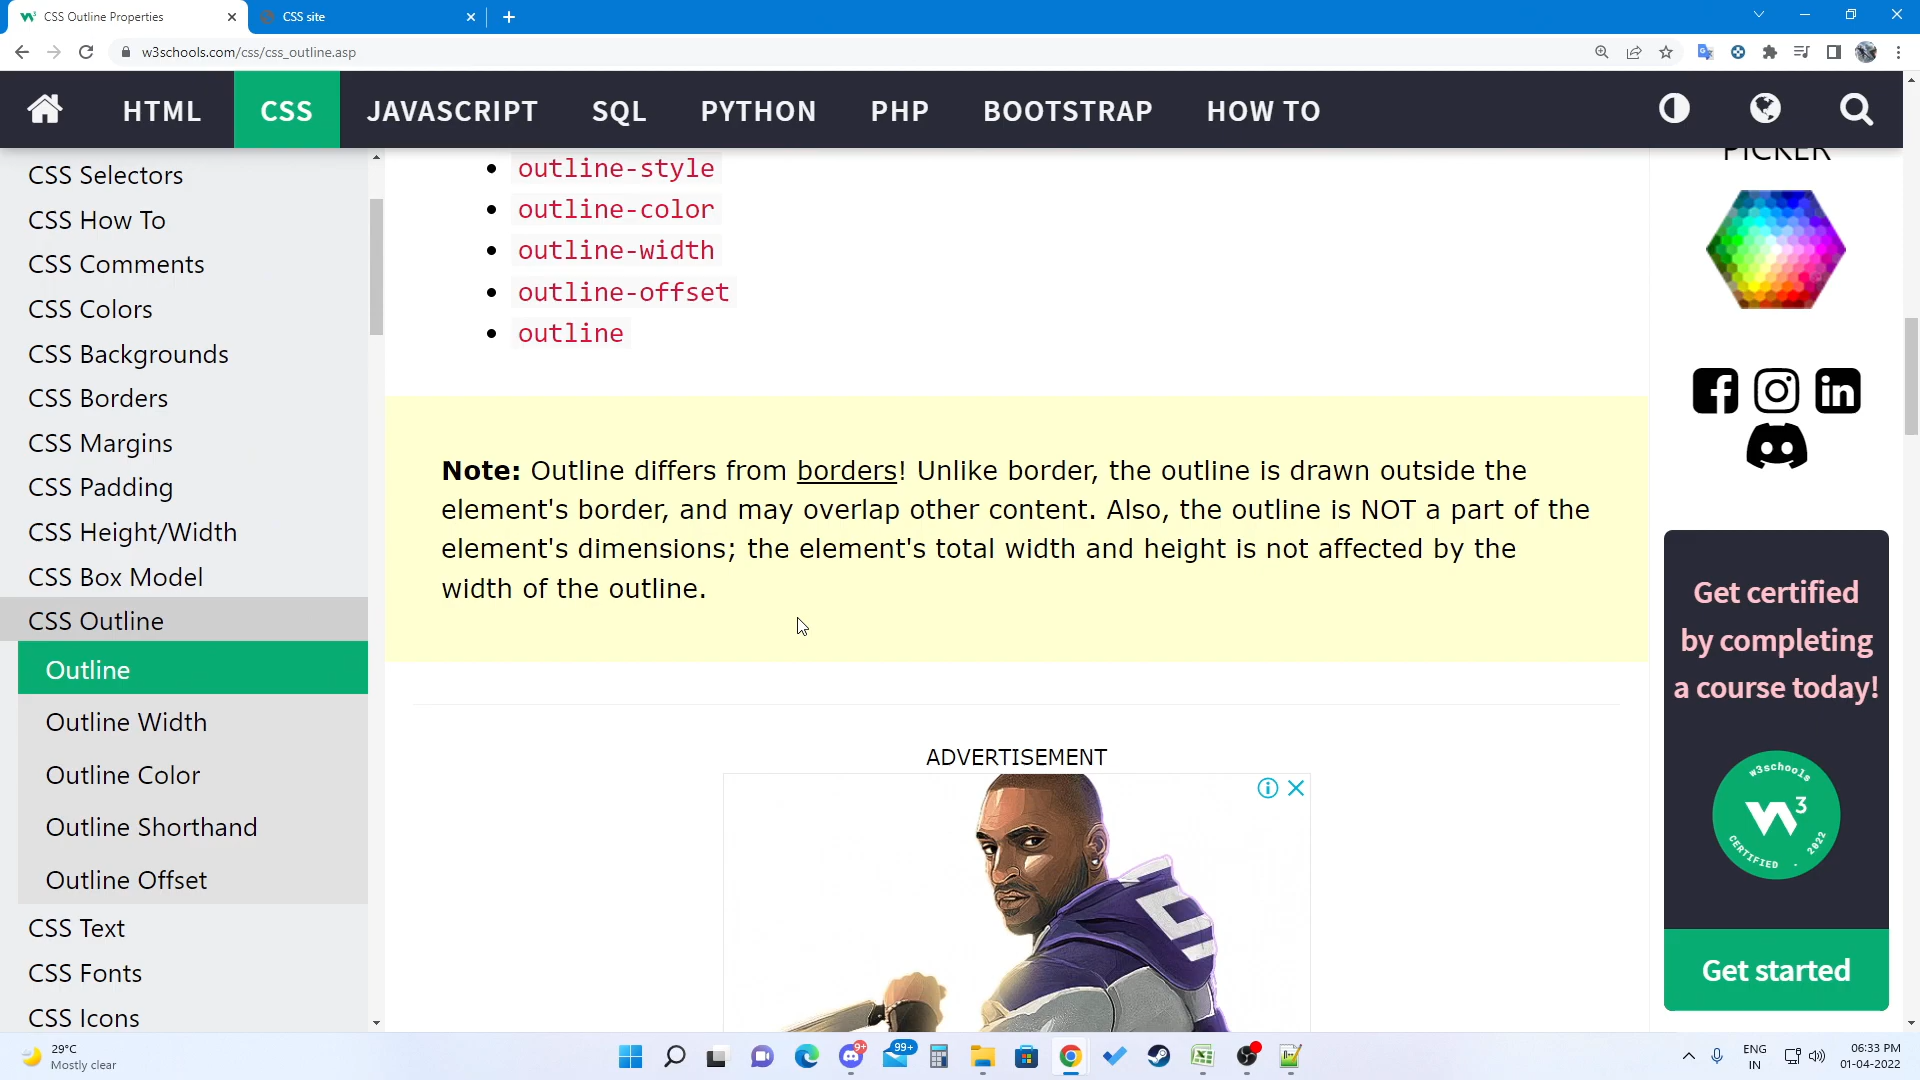 CSS Outline Properties
CSS site
w3schools.com/css/css_outline.asp
HTML CSS JAVASCRIPT SQL PYTHON PHP BOOTSTRAP HOW TO
CSS Selectors
CSS How To
CSS Comments
CSS Colors
CSS Backgrounds
CSS Borders
CSS Margins
CSS Padding
CSS Height/Width
CSS Box Model
CSS Outline
Outline
Outline Width
Outline Color
Outline Shorthand
Outline Offset
CSS Text
CSS Fonts
CSS Icons
outline-style
outline-color
outline-width
outline-offset
outline
Note: Outline differs from borders! Unlike border, the outline is drawn outside the
element's border, and may overlap other content. Also, the outline is NOT a part of the
element's dimensions; the element's total width and height is not affected by the
width of the outline.
ADVERTISEMENT
PICKER
Get certified
by completing
a course today!
w3schools
W3
CERTIFIED . 2022
Get started
29°C
Mostly clear
9+
99+
ENG
IN
06:33 PM
01-04-2022